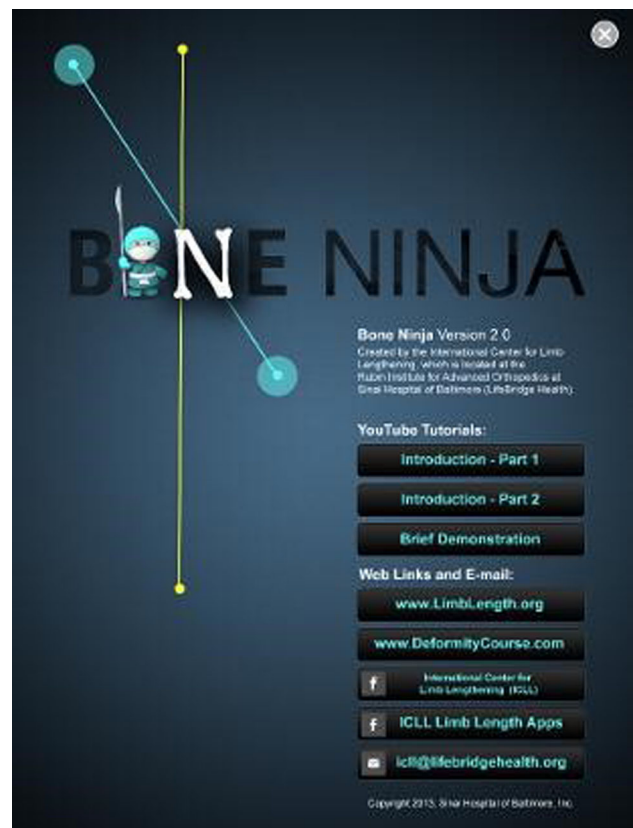 BONE NINJA
Bone Ninja Version 2.0
Created by the International Center for Limb
Lengthening, which is located at the
Rubin Institute for Advanced Orthopedics at
Sinai Hospital of Baltimore (LifeBridge Health).
YouTube Tutorials:
Introduction - Part 1
Introduction - Part 2
Brief Demonstration
Web Links and E-mail:
www.LimbLength.org
www.DeformityCourse.com
f
International Center for
Limb Lengthening (ICLL)
f
ICLL Limb Length Apps
icll@lifebridgehealth.org
Copyright 2013, Sinai Hospital of Baltimore, Inc.